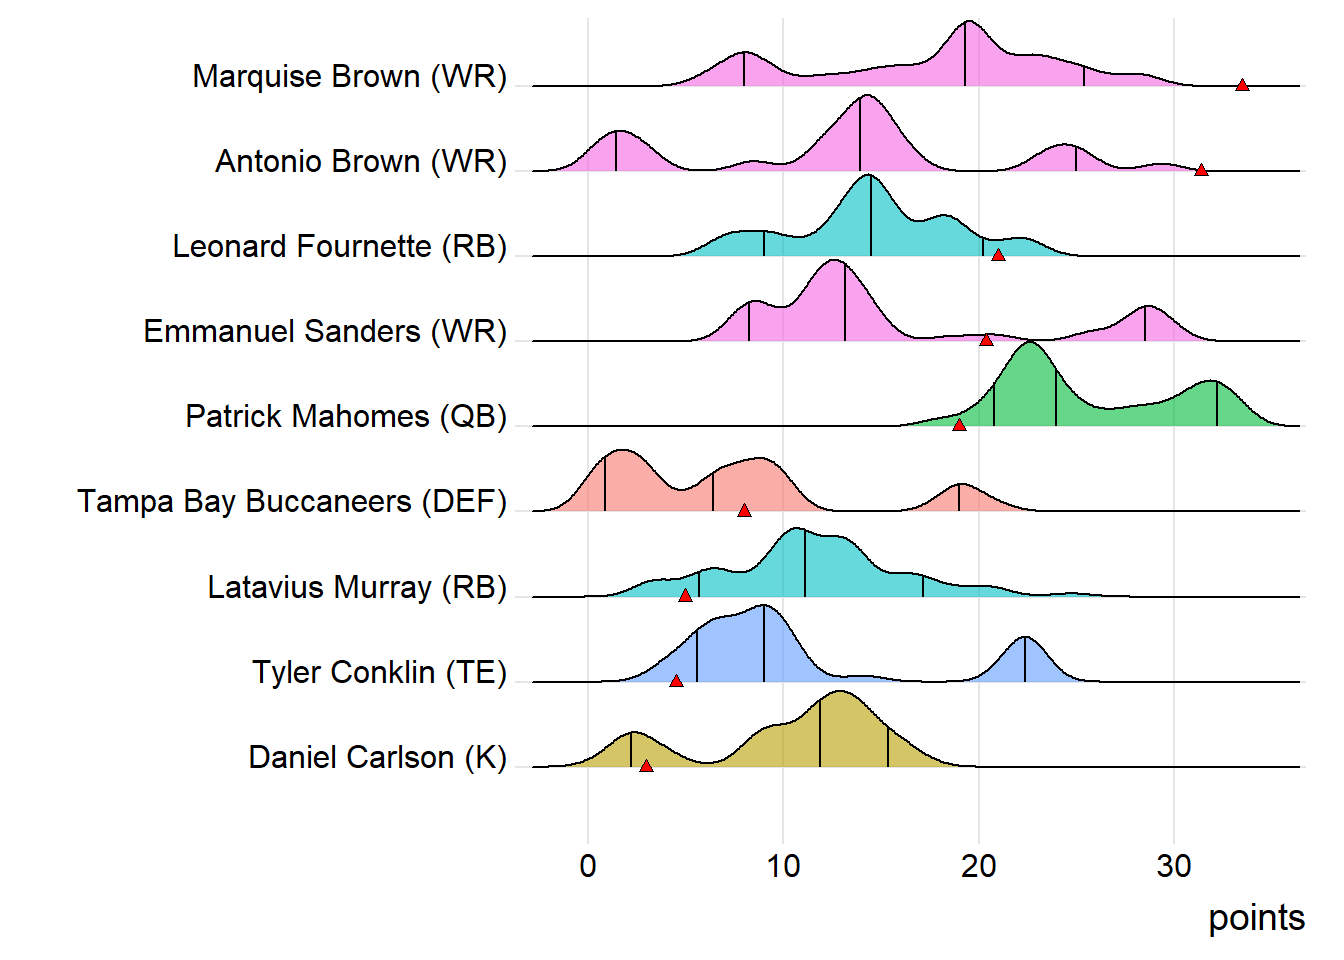 Marquise Brown (WR)
Antonio Brown (WR)
Leonard Fournette (RB)
Emmanuel Sanders (WR)
Patrick Mahomes (QB)
Tampa Bay Buccaneers (DEF)
Latavius Murray (RB)
Tyler Conklin (TE)
Daniel Carlson (K)
0 10 20 30
points